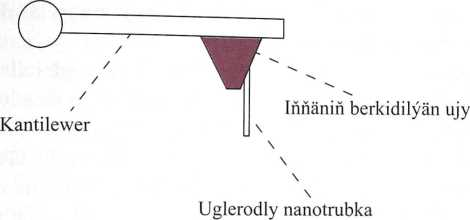 Kantilewer
Iňňäniň berkidilýän ujy
Uglerodly nanotrubka